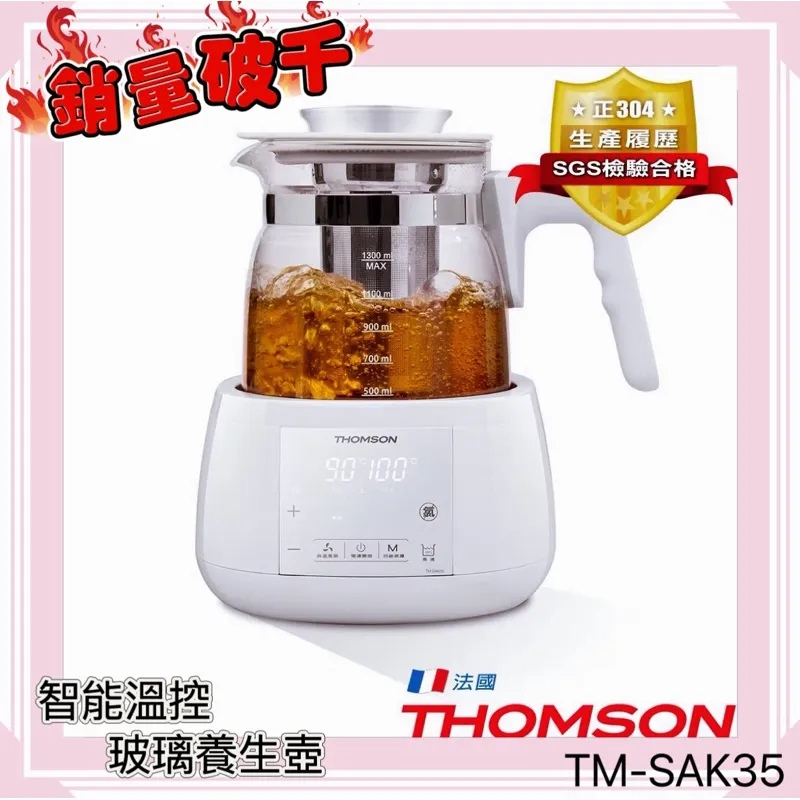 銷量破千
★正304★
生產履歷
SGS檢驗合格
1300 ml
MAX
1100 ml
900 ml
700 ml
500 ml
THOMSON
90°C 100°C
+
氯
− M
法國
THOMSON
智能溫控
玻璃養生壺
TM-SAK35